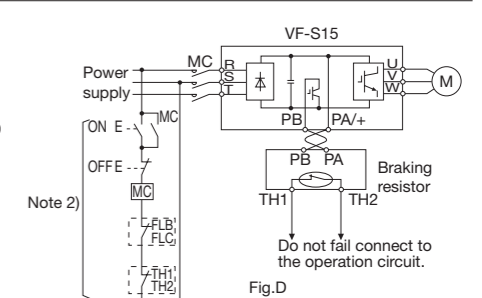 VF-S15
Power
supply
MC
R
S
T
U
V
W
M
PB PA/+
ON E
MC
OFF E
PB PA
Braking
resistor
MC
TH1 TH2
Note 2)
FLB
FLC
Do not fail connect to
the operation circuit.
TH1
TH2
Fig.D